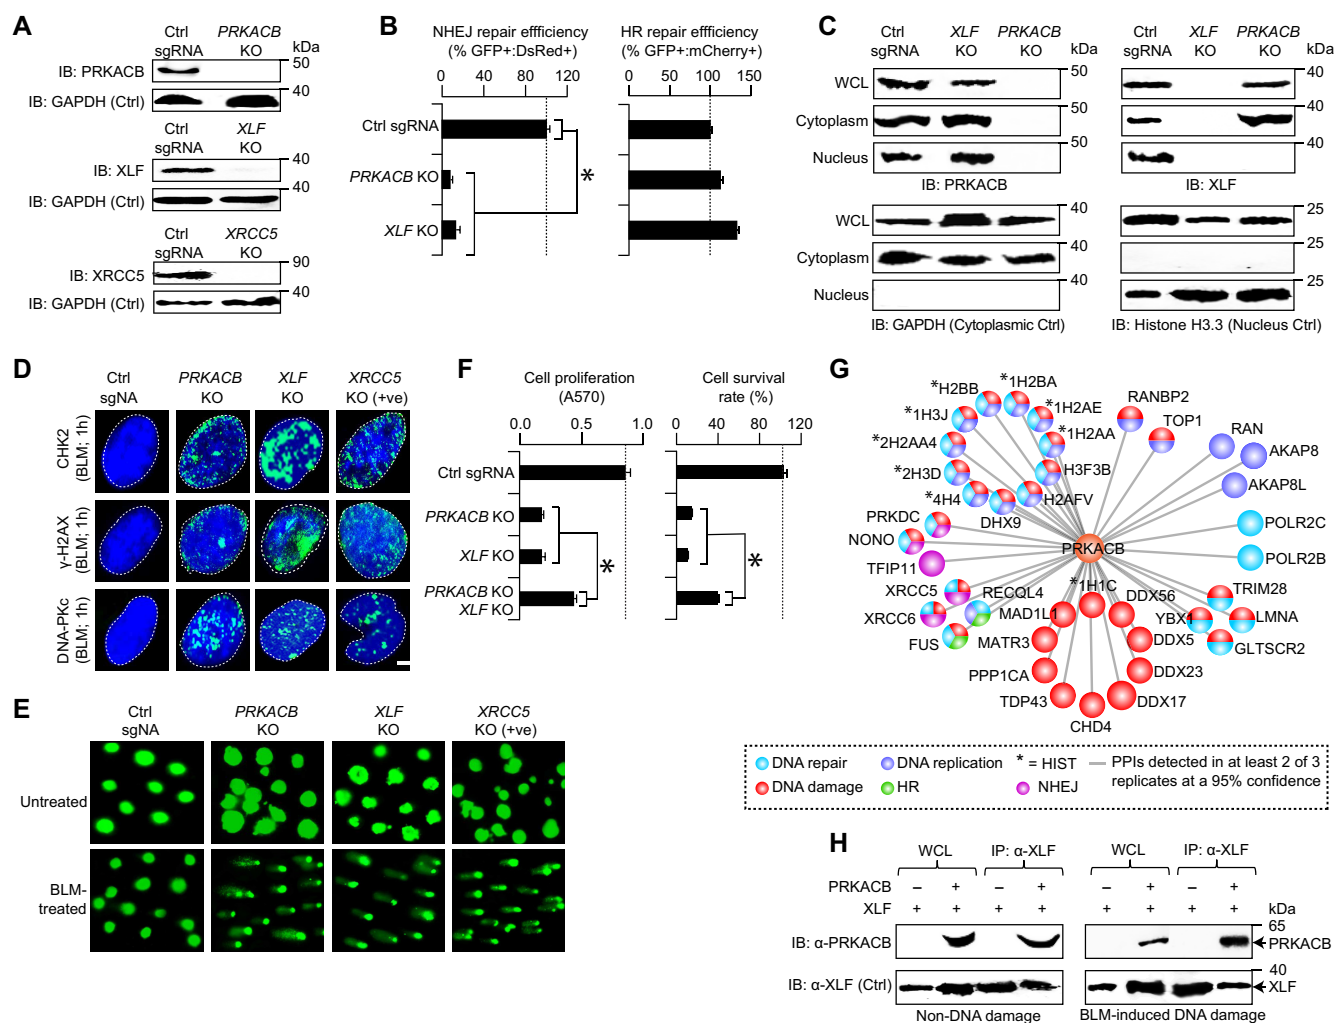 A
Ctrl sgRNA
PRKACB KO
kDa
50
IB: PRKACB
40
IB: GAPDH (Ctrl)
Ctrl sgRNA
XLF KO
40
IB: XLF
40
IB: GAPDH (Ctrl)
Ctrl sgRNA
XRCC5 KO
90
IB: XRCC5
40
IB: GAPDH (Ctrl)
B
NHEJ repair effficiency
(% GFP+:DsRed+)
0 40 80 120
HR repair efffciency
(% GFP+:mCherry+)
0 50 100 150
Ctrl sgRNA
PRKACB KO
XLF KO
*
C
Ctrl sgRNA
XLF KO
PRKACB KO
kDa
50
WCL
50
Cytoplasm
50
Nucleus
IB: PRKACB
Ctrl sgRNA
XLF KO
PRKACB KO
kDa
40
40
40
IB: XLF
WCL
40
Cytoplasm
40
Nucleus
40
IB: GAPDH (Cytoplasmic Ctrl)
25
25
25
IB: Histone H3.3 (Nucleus Ctrl)
D
Ctrl sgNA
PRKACB KO
XLF KO
XRCC5 KO (+ve)
CHK2 (BLM; 1h)
γ-H2AX (BLM; 1h)
DNA-PKc (BLM; 1h)
E
Ctrl sgNA
PRKACB KO
XLF KO
XRCC5 KO (+ve)
Untreated
BLM-treated
F
Cell proliferation
(A570)
0 0.5 1.0
Cell survival
rate (%)
0 40 80 120
Ctrl sgRNA
PRKACB KO
XLF KO
PRKACB KO
XLF KO
*
*
G
*H2BB
*1H2BA
*1H3J
*1H2AE
*2H2AA4
*1H2AA
*2H3D
H3F3B
*4H4
H2AFV
DHX9
RANBP2
TOP1
RAN
AKAP8
AKAP8L
PRKDC
NONO
TFIP11
PRKACB
POLR2C
POLR2B
XRCC5
RECQL4
*1H1C
TRIM28
XRCC6
MAD1L1
DDX56
YBX1
LMNA
FUS
MATR3
DDX5
GLTSCR2
PPP1CA
DDX23
TDP43
DDX17
CHD4
DNA repair
DNA replication
* = HIST
PPIs detected in at least 2 of 3
replicates at a 95% confidence
DNA damage
HR
NHEJ
H
WCL
IP: α-XLF
WCL
IP: α-XLF
PRKACB – + – + – + – +
XLF + + + + + + + +
kDa
65
IB: α-PRKACB
PRKACB
40
IB: α-XLF (Ctrl)
XLF
Non-DNA damage
BLM-induced DNA damage